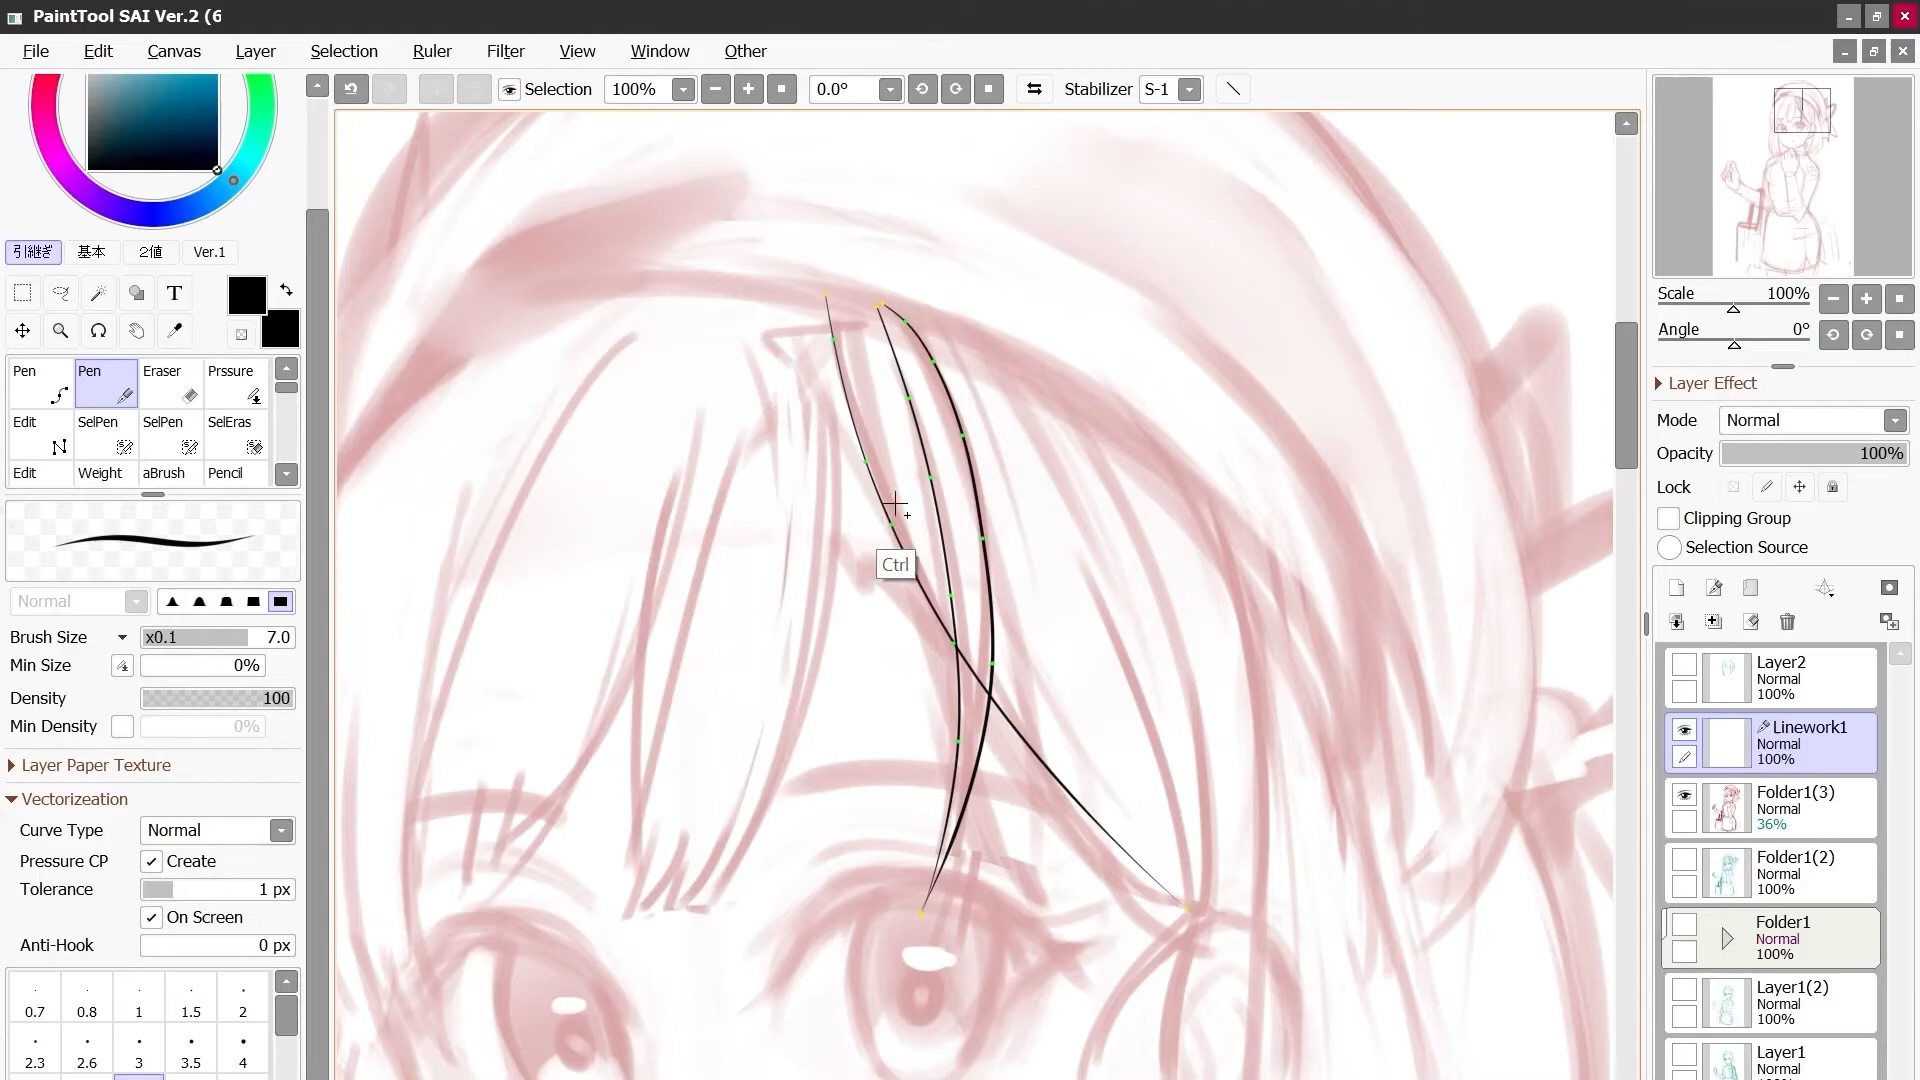 PaintTool SAI Ver.2 (6
File Edit Canvas Layer Selection Ruler Filter View Window Other
Selection 100% 0.0° Stabilizer S-1
引継ぎ 基本 2値 Ver.1
T
Pen Pen Eraser Prssure
Edit SelPen SelPen SelEras
Edit Weight aBrush Pencil
Normal
Brush Size x0.1 7.0
Min Size 0%
Density 100
Min Density 0%
Layer Paper Texture
Vectorizeation
Curve Type Normal
Pressure CP Create
Tolerance 1 px
On Screen
Anti-Hook 0 px
0.7 0.8 1 1.5 2
2.3 2.6 3 3.5 4
Ctrl
Scale 100%
Angle 0°
Layer Effect
Mode Normal
Opacity 100%
Lock
Clipping Group
Selection Source
Layer2
Normal
100%
Linework1
Normal
100%
Folder1(3)
Normal
36%
Folder1(2)
Normal
100%
Folder1
Normal
100%
Layer1(2)
Normal
100%
Layer1
Normal